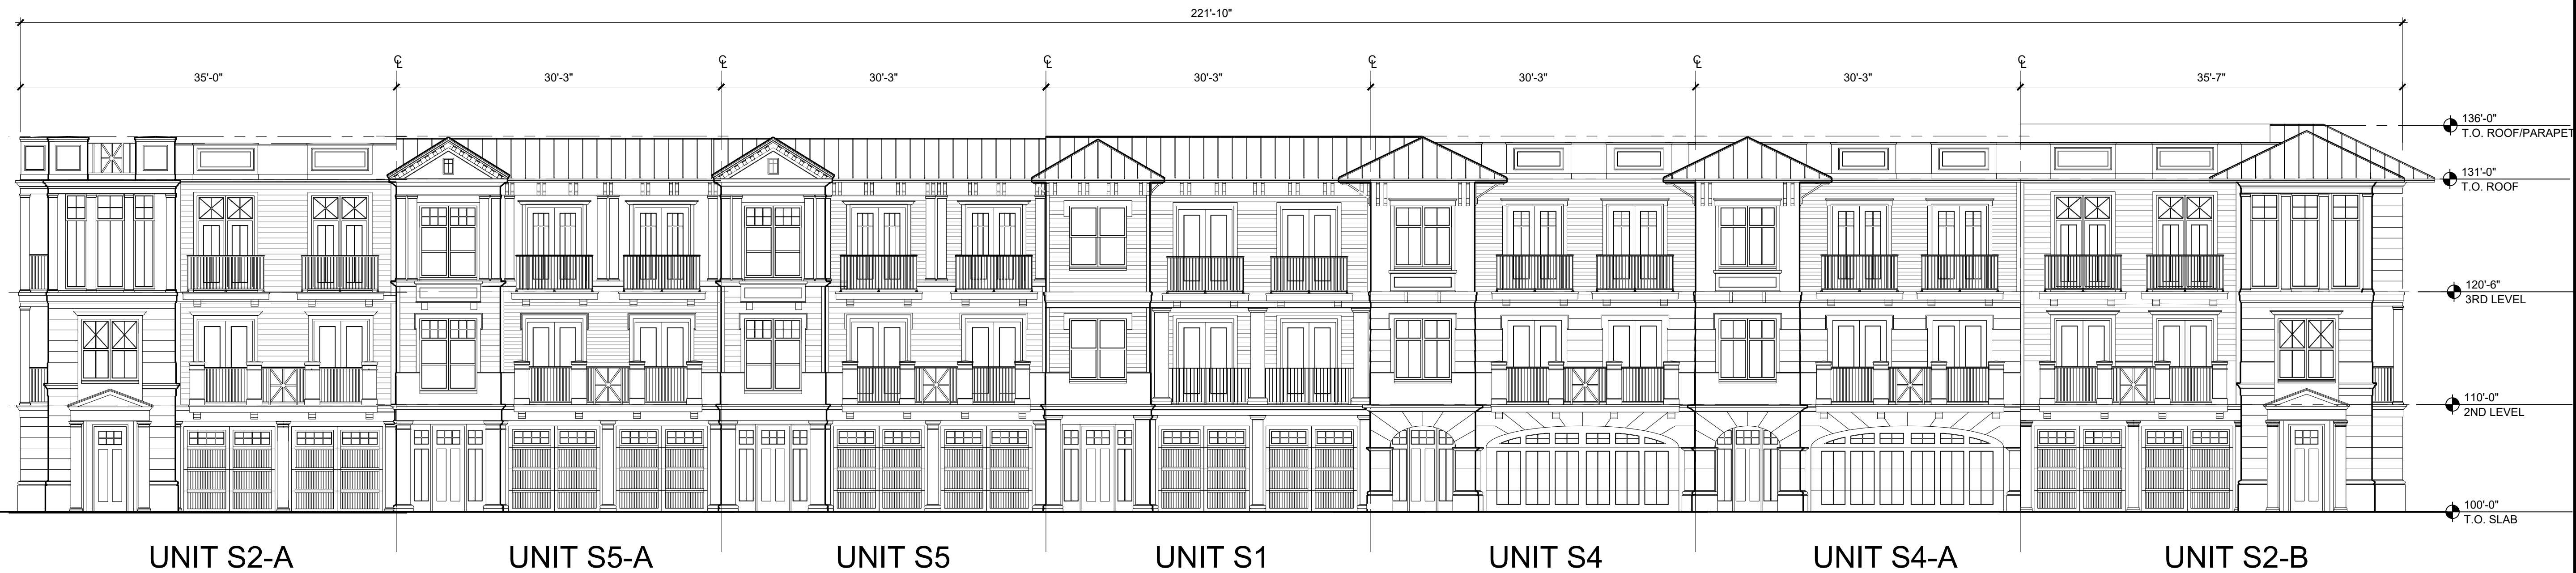 221'-10"
℄ ℄ ℄ ℄ ℄ ℄
35'-0" 30'-3" 30'-3" 30'-3" 30'-3" 30'-3" 35'-7"
136'-0"
T.O. ROOF/PARAPET
131'-0"
T.O. ROOF
120'-6"
3RD LEVEL
110'-0"
2ND LEVEL
100'-0"
T.O. SLAB
UNIT S2-A UNIT S5-A UNIT S5 UNIT S1 UNIT S4 UNIT S4-A UNIT S2-B